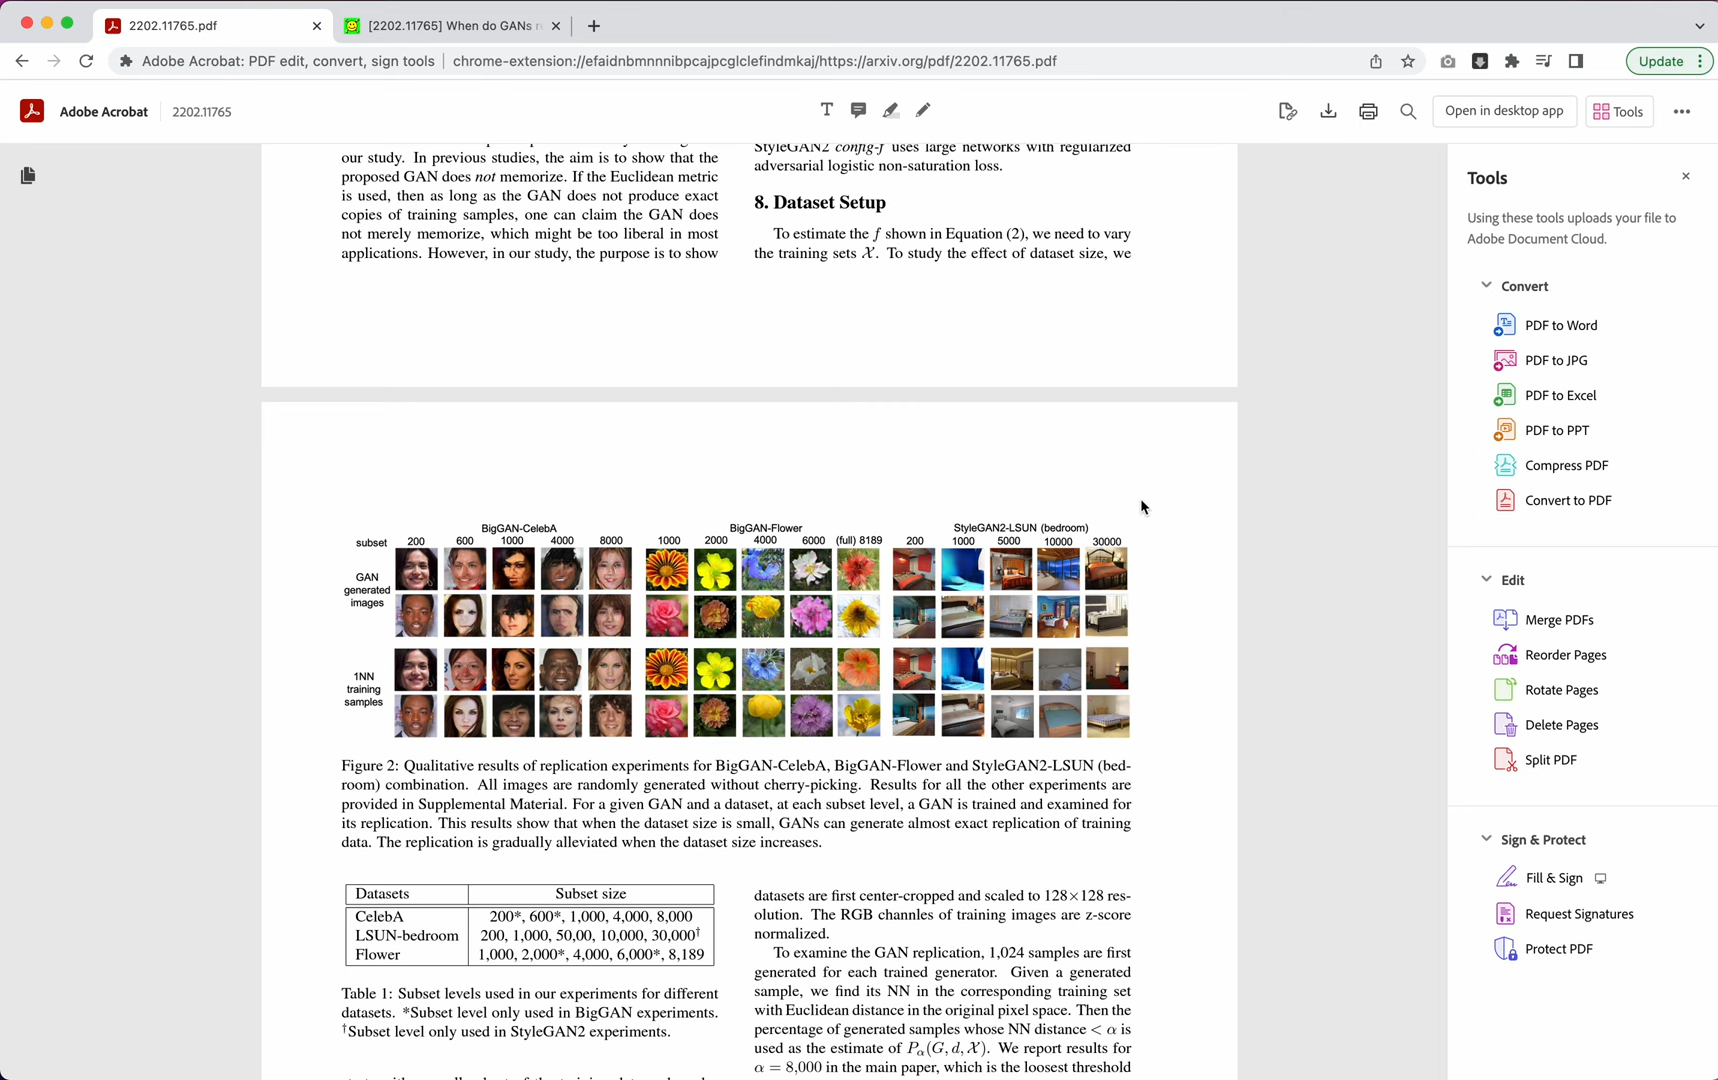 2202.11765.pdf
[2202.11765] When do GANs r
Adobe Acrobat: PDF edit, convert, sign tools | chrome-extension://efaidnbmnnnibpcajpcglclefindmkaj/https://arxiv.org/pdf/2202.11765.pdf
Update
Adobe Acrobat
2202.11765
Open in desktop app
Tools
our study. In previous studies, the aim is to show that the
proposed GAN does not memorize. If the Euclidean metric
is used, then as long as the GAN does not produce exact
copies of training samples, one can claim the GAN does
not merely memorize, which might be too liberal in most
applications. However, in our study, the purpose is to show
StyleGAN2 config-f uses large networks with regularized
adversarial logistic non-saturation loss.
8. Dataset Setup
To estimate the f shown in Equation (2), we need to vary
the training sets 𝒳. To study the effect of dataset size, we
BigGAN-CelebA
BigGAN-Flower
StyleGAN2-LSUN (bedroom)
subset 200 600 1000 4000 8000 1000 2000 4000 6000 (full) 8189 200 1000 5000 10000 30000
GAN
generated
images
1NN
training
samples
Figure 2: Qualitative results of replication experiments for BigGAN-CelebA, BigGAN-Flower and StyleGAN2-LSUN (bed-
room) combination. All images are randomly generated without cherry-picking. Results for all the other experiments are
provided in Supplemental Material. For a given GAN and a dataset, at each subset level, a GAN is trained and examined for
its replication. This results show that when the dataset size is small, GANs can generate almost exact replication of training
data. The replication is gradually alleviated when the dataset size increases.
Datasets Subset size
CelebA 200*, 600*, 1,000, 4,000, 8,000
LSUN-bedroom 200, 1,000, 50,00, 10,000, 30,000†
Flower 1,000, 2,000*, 4,000, 6,000*, 8,189
Table 1: Subset levels used in our experiments for different
datasets. *Subset level only used in BigGAN experiments.
†Subset level only used in StyleGAN2 experiments.
datasets are first center-cropped and scaled to 128×128 res-
olution. The RGB channles of training images are z-score
normalized.
To examine the GAN replication, 1,024 samples are first
generated for each trained generator. Given a generated
sample, we find its NN in the corresponding training set
with Euclidean distance in the original pixel space. Then the
percentage of generated samples whose NN distance < α is
used as the estimate of Pα(G, d, 𝒳). We report results for
α = 8,000 in the main paper, which is the loosest threshold
Tools
Using these tools uploads your file to
Adobe Document Cloud.
Convert
PDF to Word
PDF to JPG
PDF to Excel
PDF to PPT
Compress PDF
Convert to PDF
Edit
Merge PDFs
Reorder Pages
Rotate Pages
Delete Pages
Split PDF
Sign & Protect
Fill & Sign
Request Signatures
Protect PDF